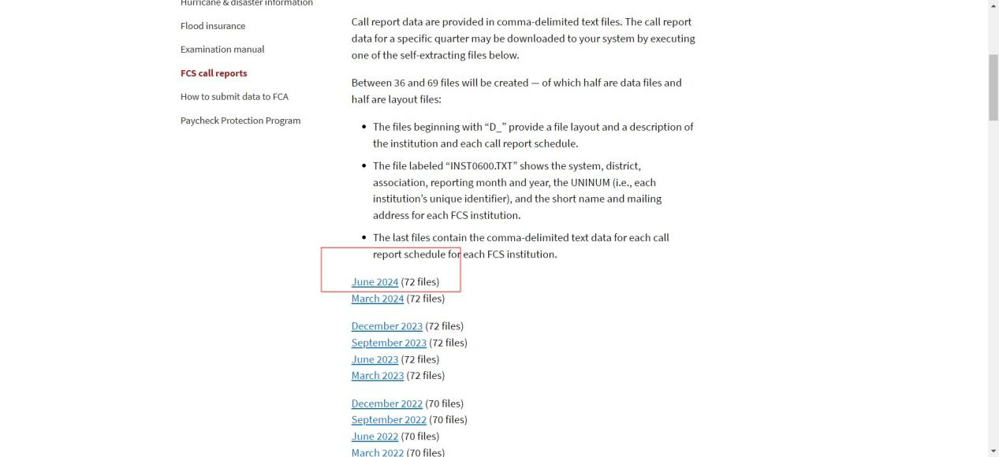 Hurricane & disaster information
Flood insurance
Examination manual
FCS call reports
How to submit data to FCA
Paycheck Protection Program
Call report data are provided in comma-delimited text files. The call report
data for a specific quarter may be downloaded to your system by executing
one of the self-extracting files below.
Between 36 and 69 files will be created — of which half are data files and
half are layout files:
• The files beginning with “D_” provide a file layout and a description of
the institution and each call report schedule.
• The file labeled “INST0600.TXT” shows the system, district,
association, reporting month and year, the UNINUM (i.e., each
institution’s unique identifier), and the short name and mailing
address for each FCS institution.
• The last files contain the comma-delimited text data for each call
report schedule for each FCS institution.
June 2024 (72 files)
March 2024 (72 files)
December 2023 (72 files)
September 2023 (72 files)
June 2023 (72 files)
March 2023 (72 files)
December 2022 (70 files)
September 2022 (70 files)
June 2022 (70 files)
March 2022 (70 files)